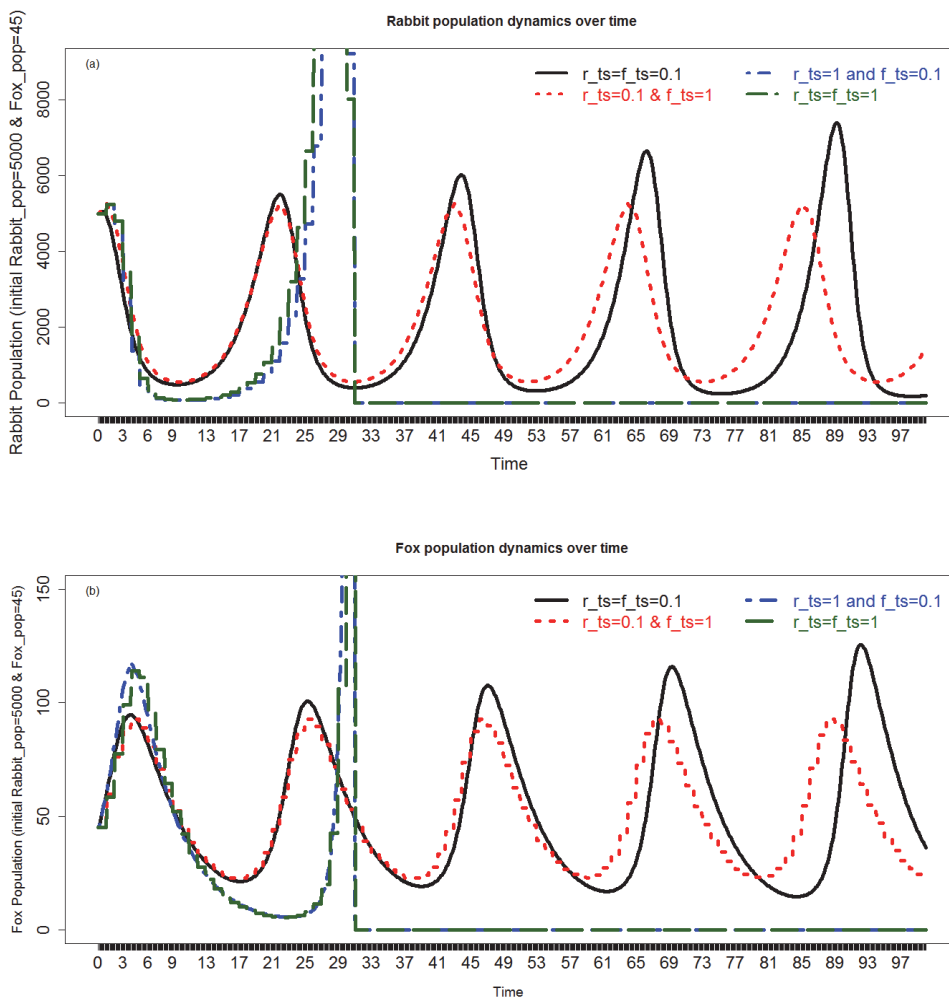 Rabbit population dynamics over time
(a)
r_ts=f_ts=0.1
r_ts=1 and f_ts=0.1
r_ts=0.1 & f_ts=1
r_ts=f_ts=1
Rabbit Population (initial Rabbit_pop=5000 & Fox_pop=45)
8000
6000
4000
2000
0
0 3 6 9 13 17 21 25 29 33 37 41 45 49 53 57 61 65 69 73 77 81 85 89 93 97
Time
Fox population dynamics over time
(b)
r_ts=f_ts=0.1
r_ts=1 and f_ts=0.1
r_ts=0.1 & f_ts=1
r_ts=f_ts=1
Fox Population (initial Rabbit_pop=5000 & Fox_pop=45)
150
100
50
0
0 3 6 9 13 17 21 25 29 33 37 41 45 49 53 57 61 65 69 73 77 81 85 89 93 97
Time